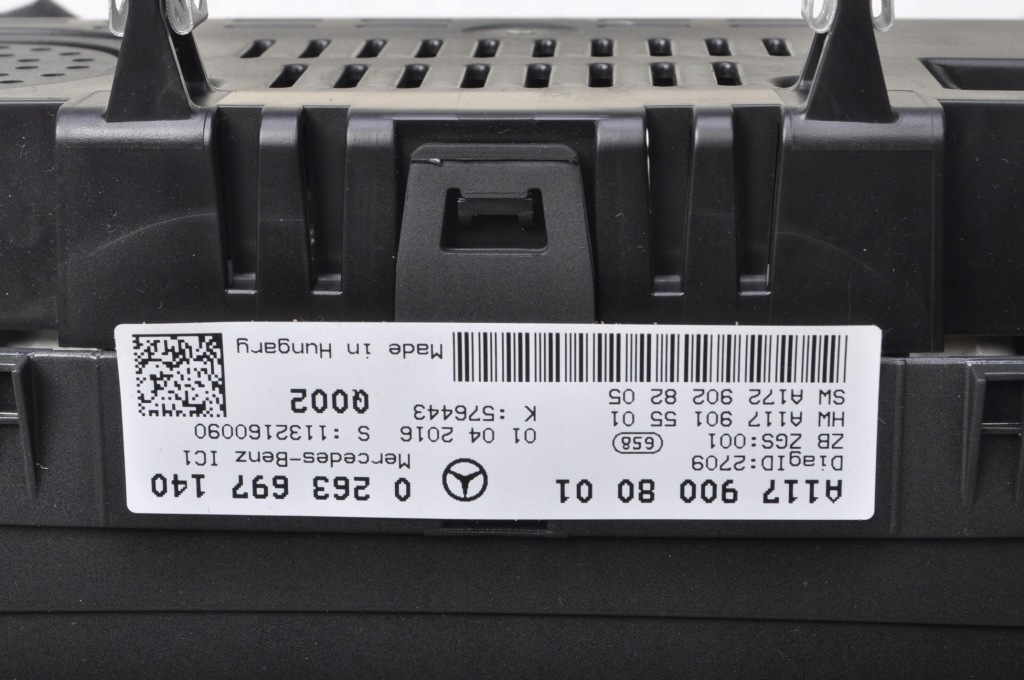 A117 900 80 01 0 263 697 140
DiagID:2709 Mercedes-Benz IC1
ZB ZGS:001 658 01 04 2016 S :1132160090
HW A117 901 55 01 K :576443
SW A172 902 82 05 Q002
Made in Hungary